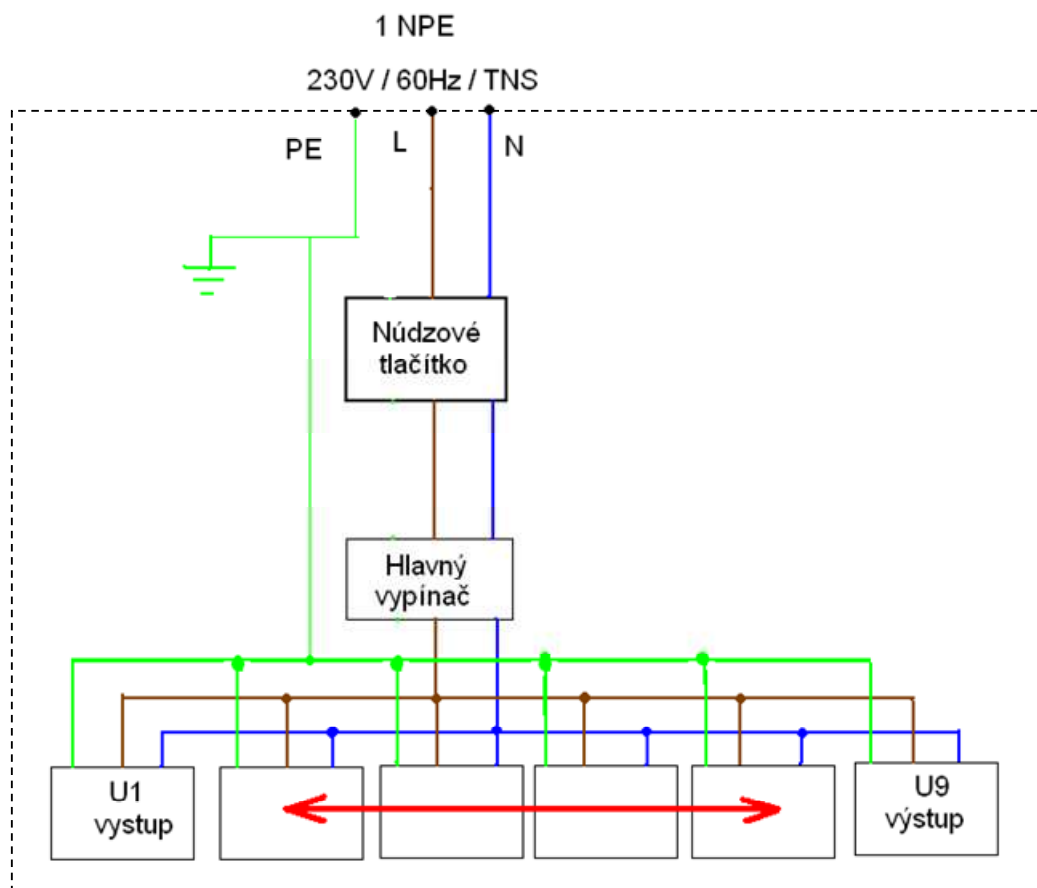 1 NPE
230V / 60Hz / TNS
PE
L
N
Núdzové
tlačítko
Hlavný
vypínač
U1
vystup
U9
výstup